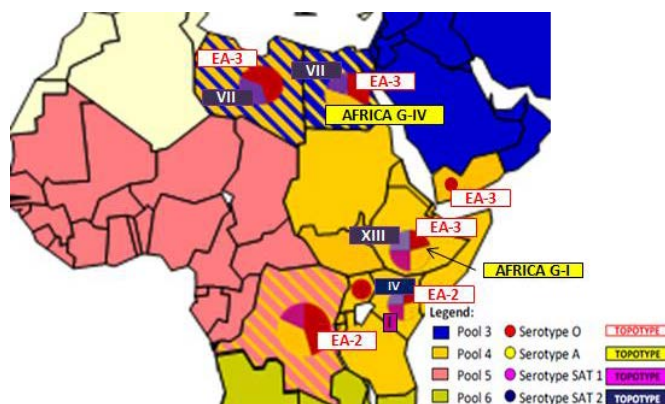 EA-3
VII
VII
EA-3
AFRICA G-IV
EA-3
XIII
EA-3
AFRICA G-I
IV
EA-2
I
EA-2
Legend:
Pool 3 Serotype O TOPOTYPE
Pool 4 Serotype A TOPOTYPE
Pool 5 Serotype SAT 1 TOPOTYPE
Pool 6 Serotype SAT 2 TOPOTYPE